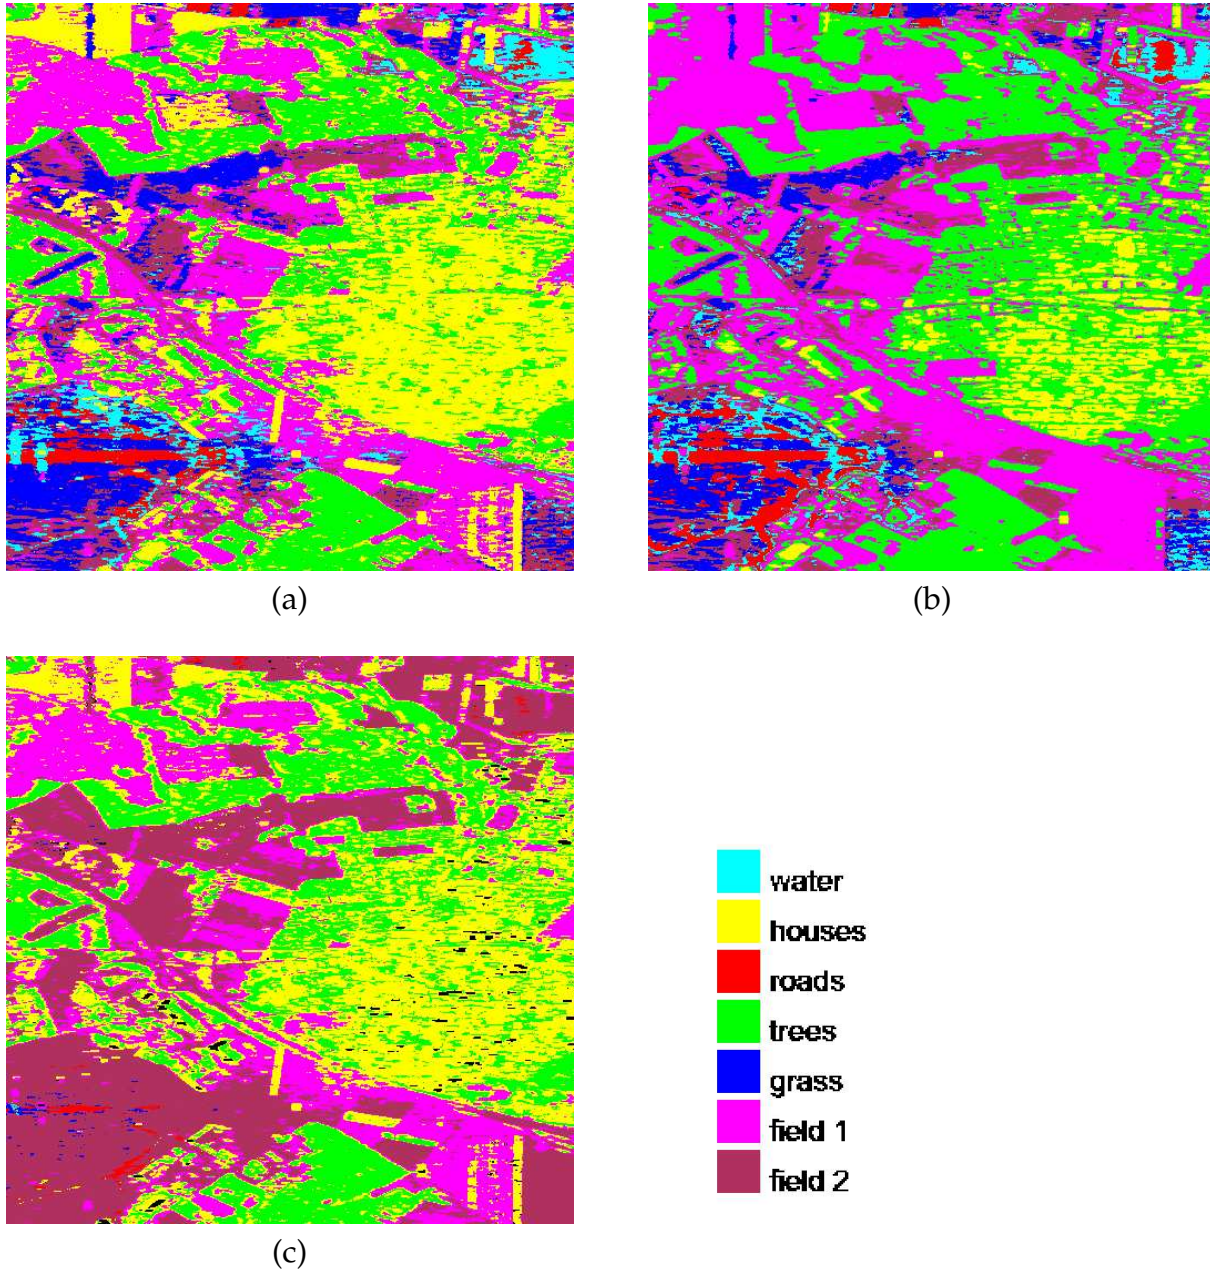 (a)
(b)
water
houses
roads
trees
grass
field 1
field 2
(c)